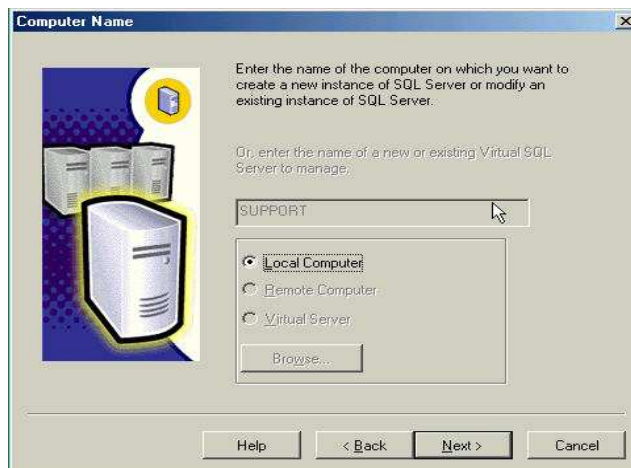 Computer Name
Enter the name of the computer on which you want to
create a new instance of SQL Server or modify an
existing instance of SQL Server.
Or, enter the name of a new or existing Virtual SQL
Server to manage.
SUPPORT
Local Computer
Remote Computer
Virtual Server
Browse...
Help
< Back
Next >
Cancel